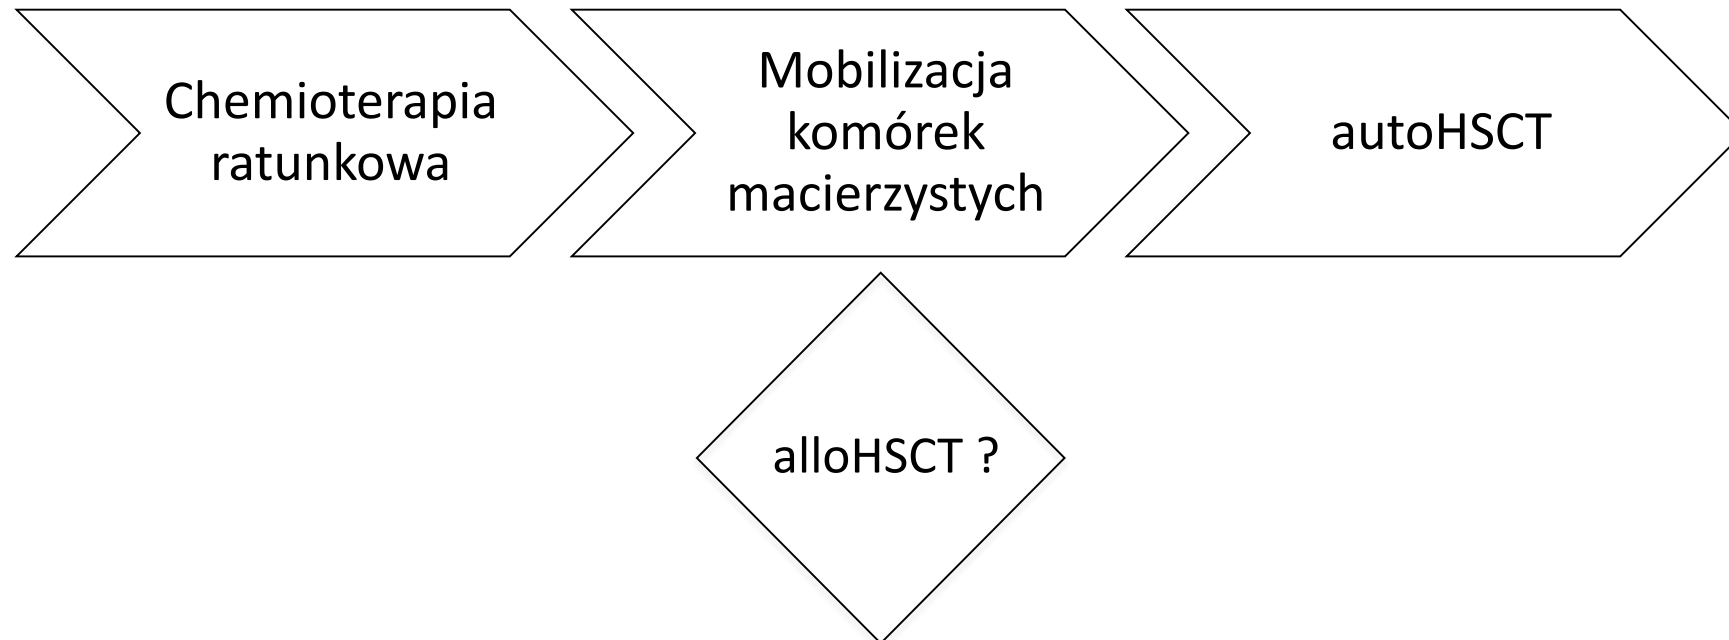 Chemioterapia
ratunkowa
Mobilizacja
komórek
macierzystych
autoHSCT
alloHSCT ?